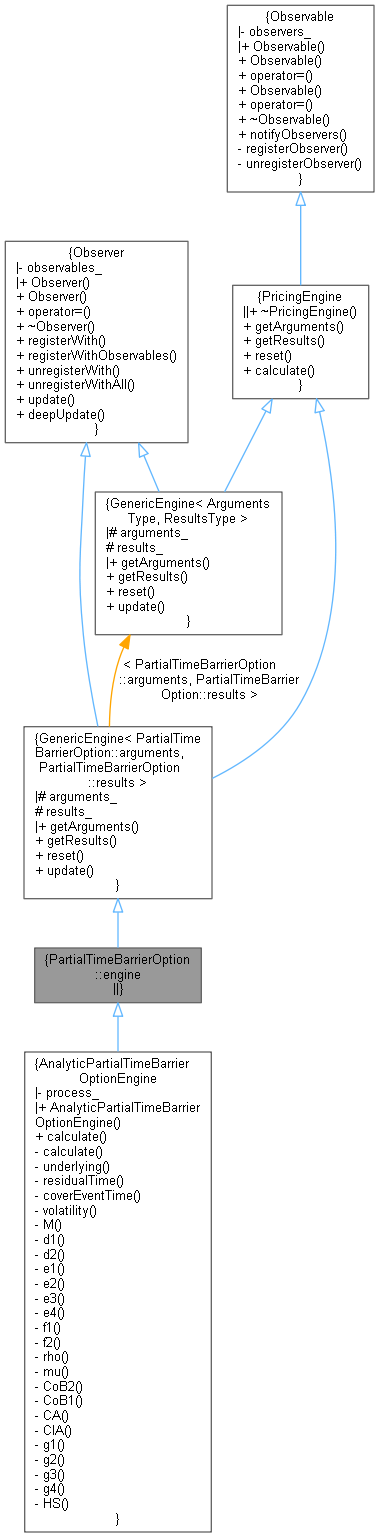 {Observable
|- observers_
|+ Observable()
+ Observable()
+ operator=()
+ Observable()
+ operator=()
+ ~Observable()
+ notifyObservers()
- registerObserver()
- unregisterObserver()
}
{Observer
|- observables_
|+ Observer()
+ Observer()
+ operator=()
+ ~Observer()
+ registerWith()
+ registerWithObservables()
+ unregisterWith()
+ unregisterWithAll()
+ update()
+ deepUpdate()
}
{PricingEngine
||+ ~PricingEngine()
+ getArguments()
+ getResults()
+ reset()
+ calculate()
}
{GenericEngine< Arguments
Type, ResultsType >
|# arguments_
# results_
|+ getArguments()
+ getResults()
+ reset()
+ update()
}
< PartialTimeBarrierOption
::arguments, PartialTimeBarrier
Option::results >
{GenericEngine< PartialTime
BarrierOption::arguments,
PartialTimeBarrierOption
::results >
|# arguments_
# results_
|+ getArguments()
+ getResults()
+ reset()
+ update()
}
{PartialTimeBarrierOption
::engine
||}
{AnalyticPartialTimeBarrier
OptionEngine
|- process_
|+ AnalyticPartialTimeBarrier
OptionEngine()
+ calculate()
- calculate()
- underlying()
- residualTime()
- coverEventTime()
- volatility()
- M()
- d1()
- d2()
- e1()
- e2()
- e3()
- e4()
- f1()
- f2()
- rho()
- mu()
- CoB2()
- CoB1()
- CA()
- CIA()
- g1()
- g2()
- g3()
- g4()
- HS()
}